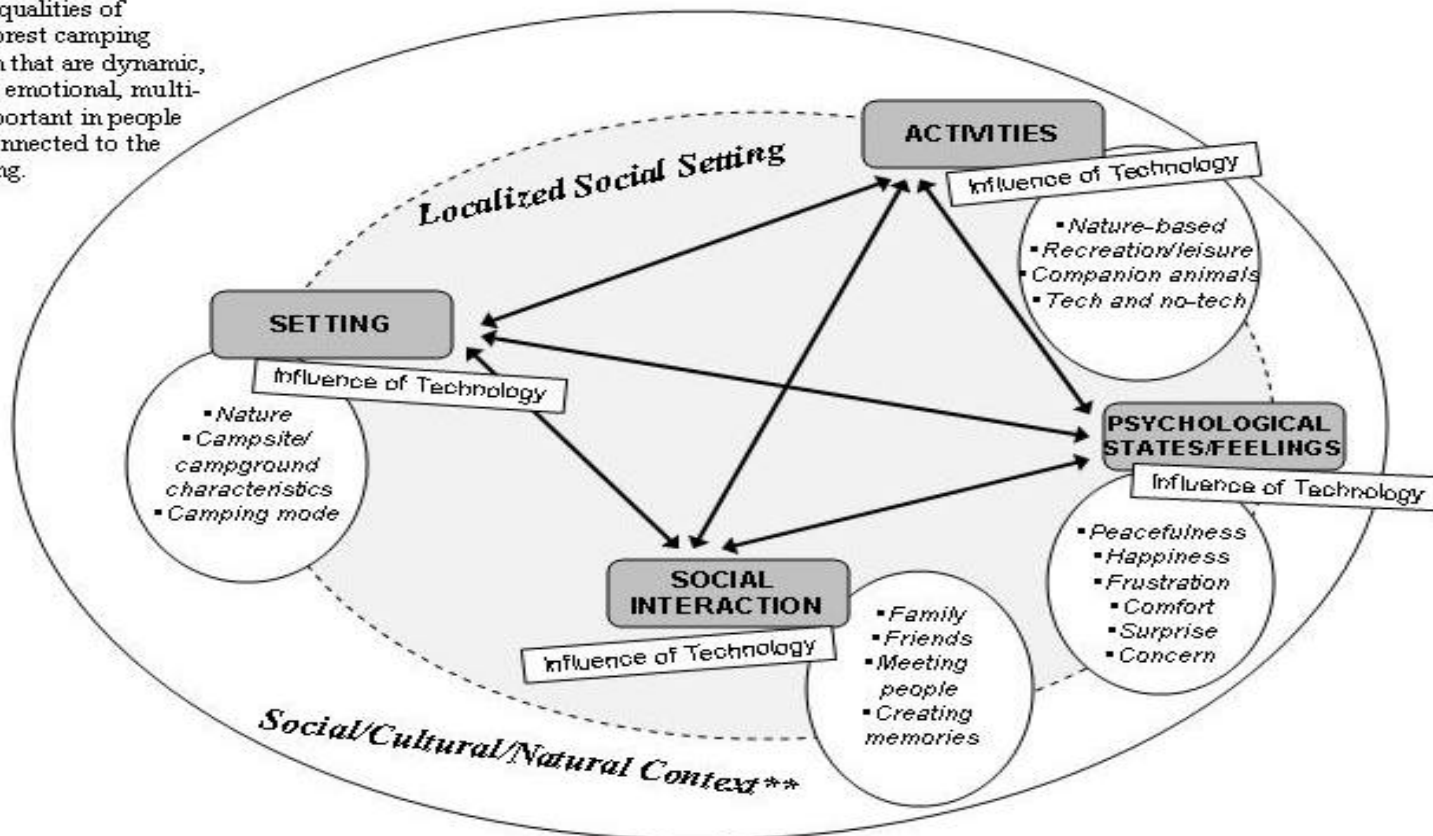 qualities of
orest camping
that are dynamic,
emotional, multi-
portant in people
nnected to the
ng.
ACTIVITIES
Influence of Technology
▪Nature-based
▪Recreation/leisure
▪Companion animals
▪Tech and no-tech
Localized Social Setting
SETTING
Influence of Technology
▪Nature
▪Campsite/
campground
characteristics
▪Camping mode
PSYCHOLOGICAL
STATES/FEELINGS
Influence of Technology
▪Peacefulness
▪Happiness
▪Frustration
▪Comfort
▪Surprise
▪Concern
SOCIAL
INTERACTION
Influence of Technology
▪Family
▪Friends
▪Meeting
people
▪Creating
memories
Social/Cultural/Natural Context**